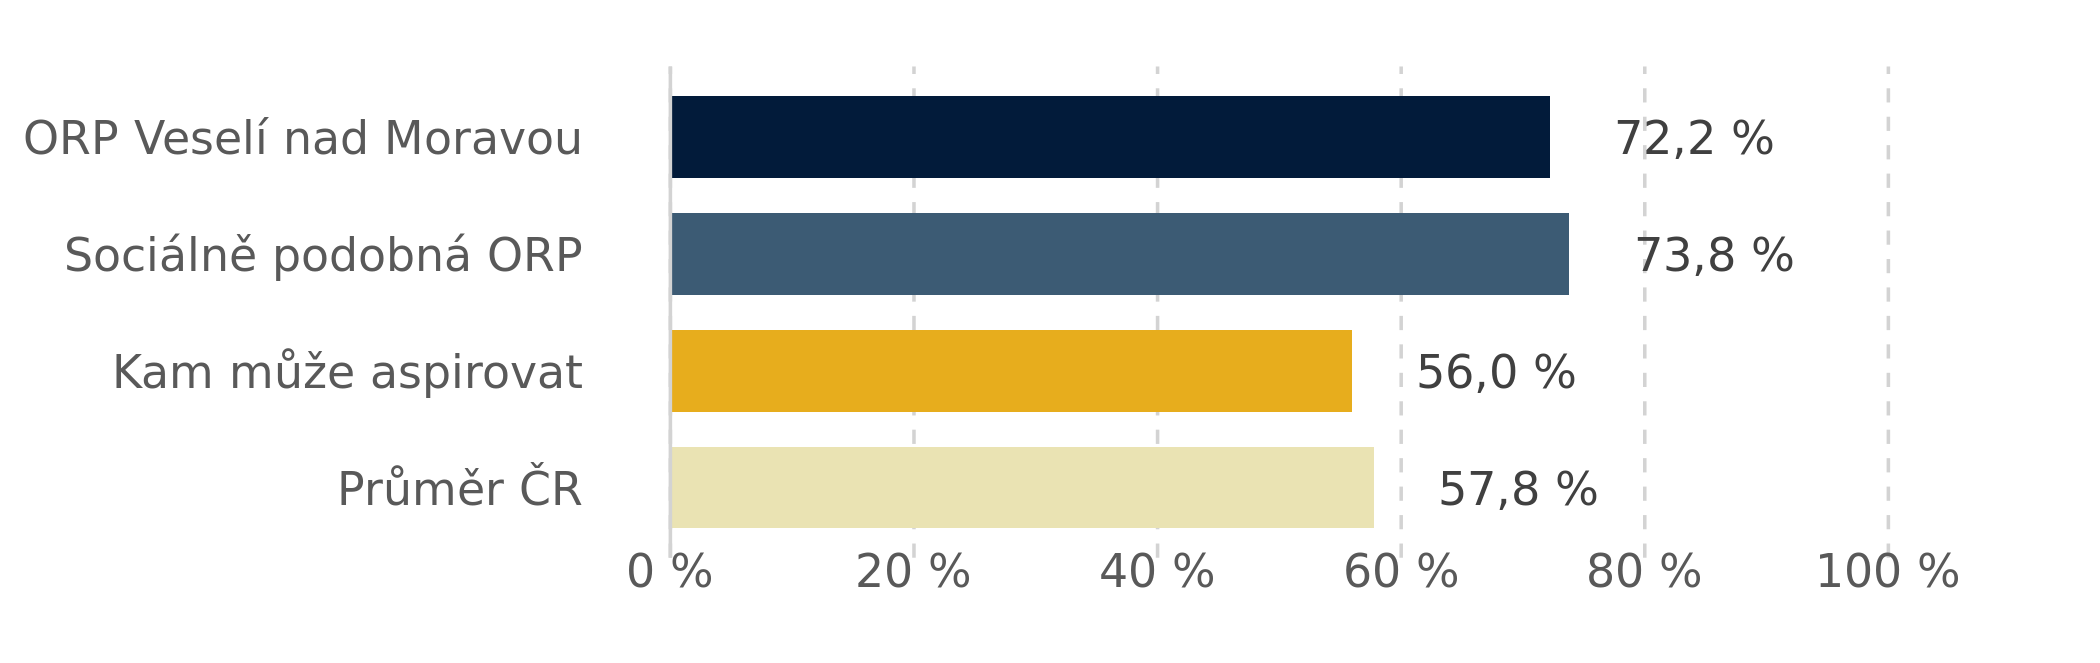 ORP Veselí nad Moravou 72,2 %
Sociálně podobná ORP 73,8 %
Kam může aspirovat 56,0 %
Průměr ČR 57,8 %
0 % 20 % 40 % 60 % 80 % 100 %